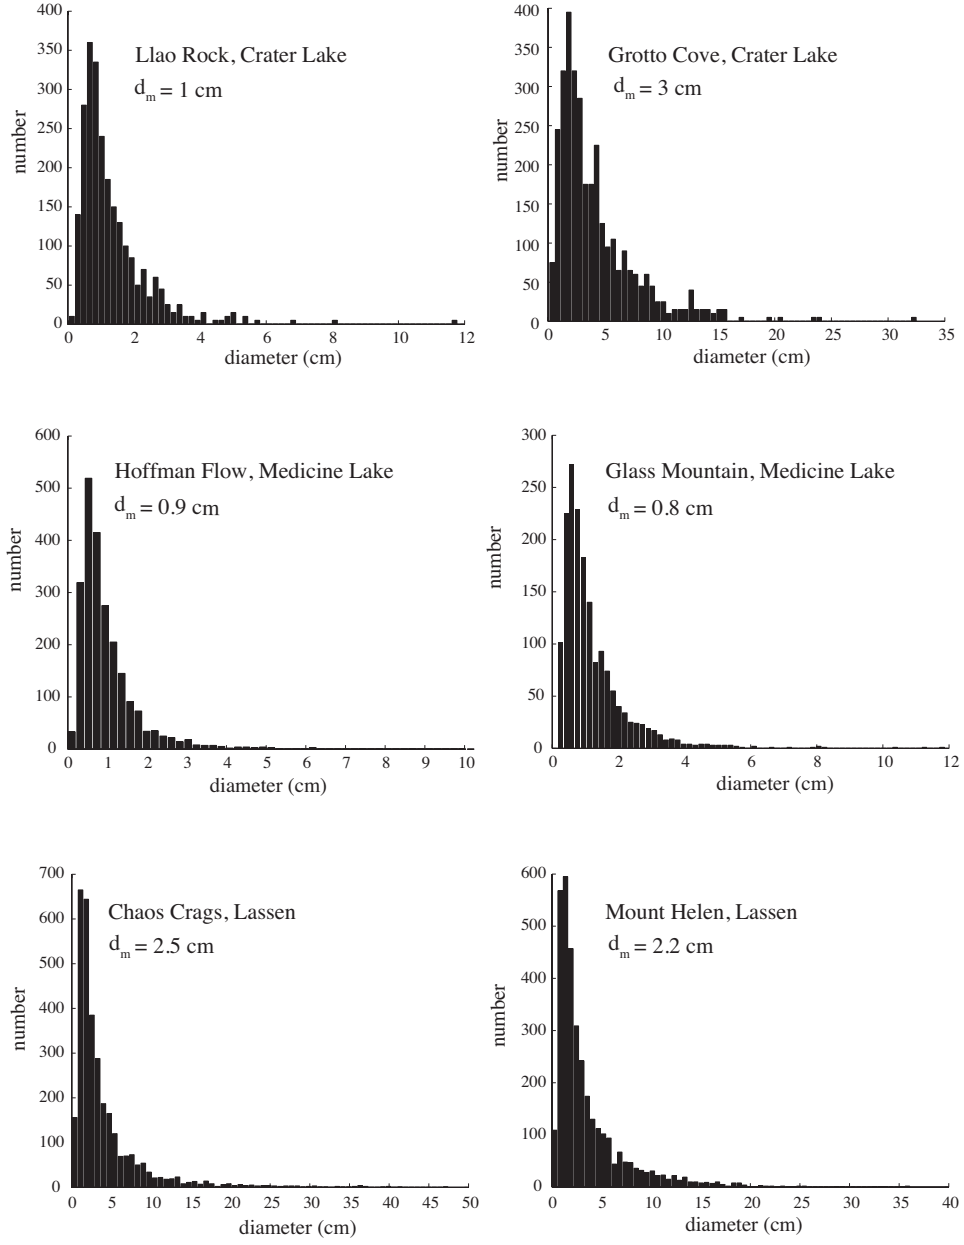 Llao Rock, Crater Lake
dm = 1 cm
number
400
350
300
250
200
150
100
50
0
0 2 4 6 8 10 12
diameter (cm)
Grotto Cove, Crater Lake
dm = 3 cm
number
400
350
300
250
200
150
100
50
0
0 5 10 15 20 25 30 35
diameter (cm)
Hoffman Flow, Medicine Lake
dm = 0.9 cm
number
600
500
400
300
200
100
0
0 1 2 3 4 5 6 7 8 9 10
diameter (cm)
Glass Mountain, Medicine Lake
dm = 0.8 cm
number
300
250
200
150
100
50
0
0 2 4 6 8 10 12
diameter (cm)
Chaos Crags, Lassen
dm = 2.5 cm
number
700
600
500
400
300
200
100
0
0 5 10 15 20 25 30 35 40 45 50
diameter (cm)
Mount Helen, Lassen
dm = 2.2 cm
number
600
500
400
300
200
100
0
0 5 10 15 20 25 30 35 40
diameter (cm)